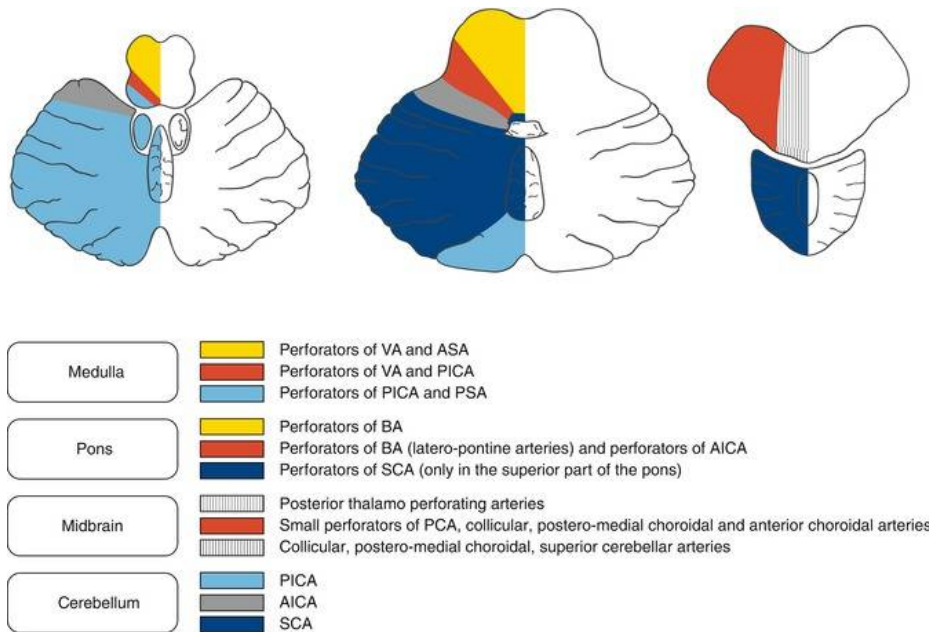 Medulla
Perforators of VA and ASA
Perforators of VA and PICA
Perforators of PICA and PSA
Pons
Perforators of BA
Perforators of BA (latero-pontine arteries) and perforators of AICA
Perforators of SCA (only in the superior part of the pons)
Midbrain
Posterior thalamo perforating arteries
Small perforators of PCA, collicular, postero-medial choroidal and anterior choroidal arteries
Collicular, postero-medial choroidal, superior cerebellar arteries
Cerebellum
PICA
AICA
SCA